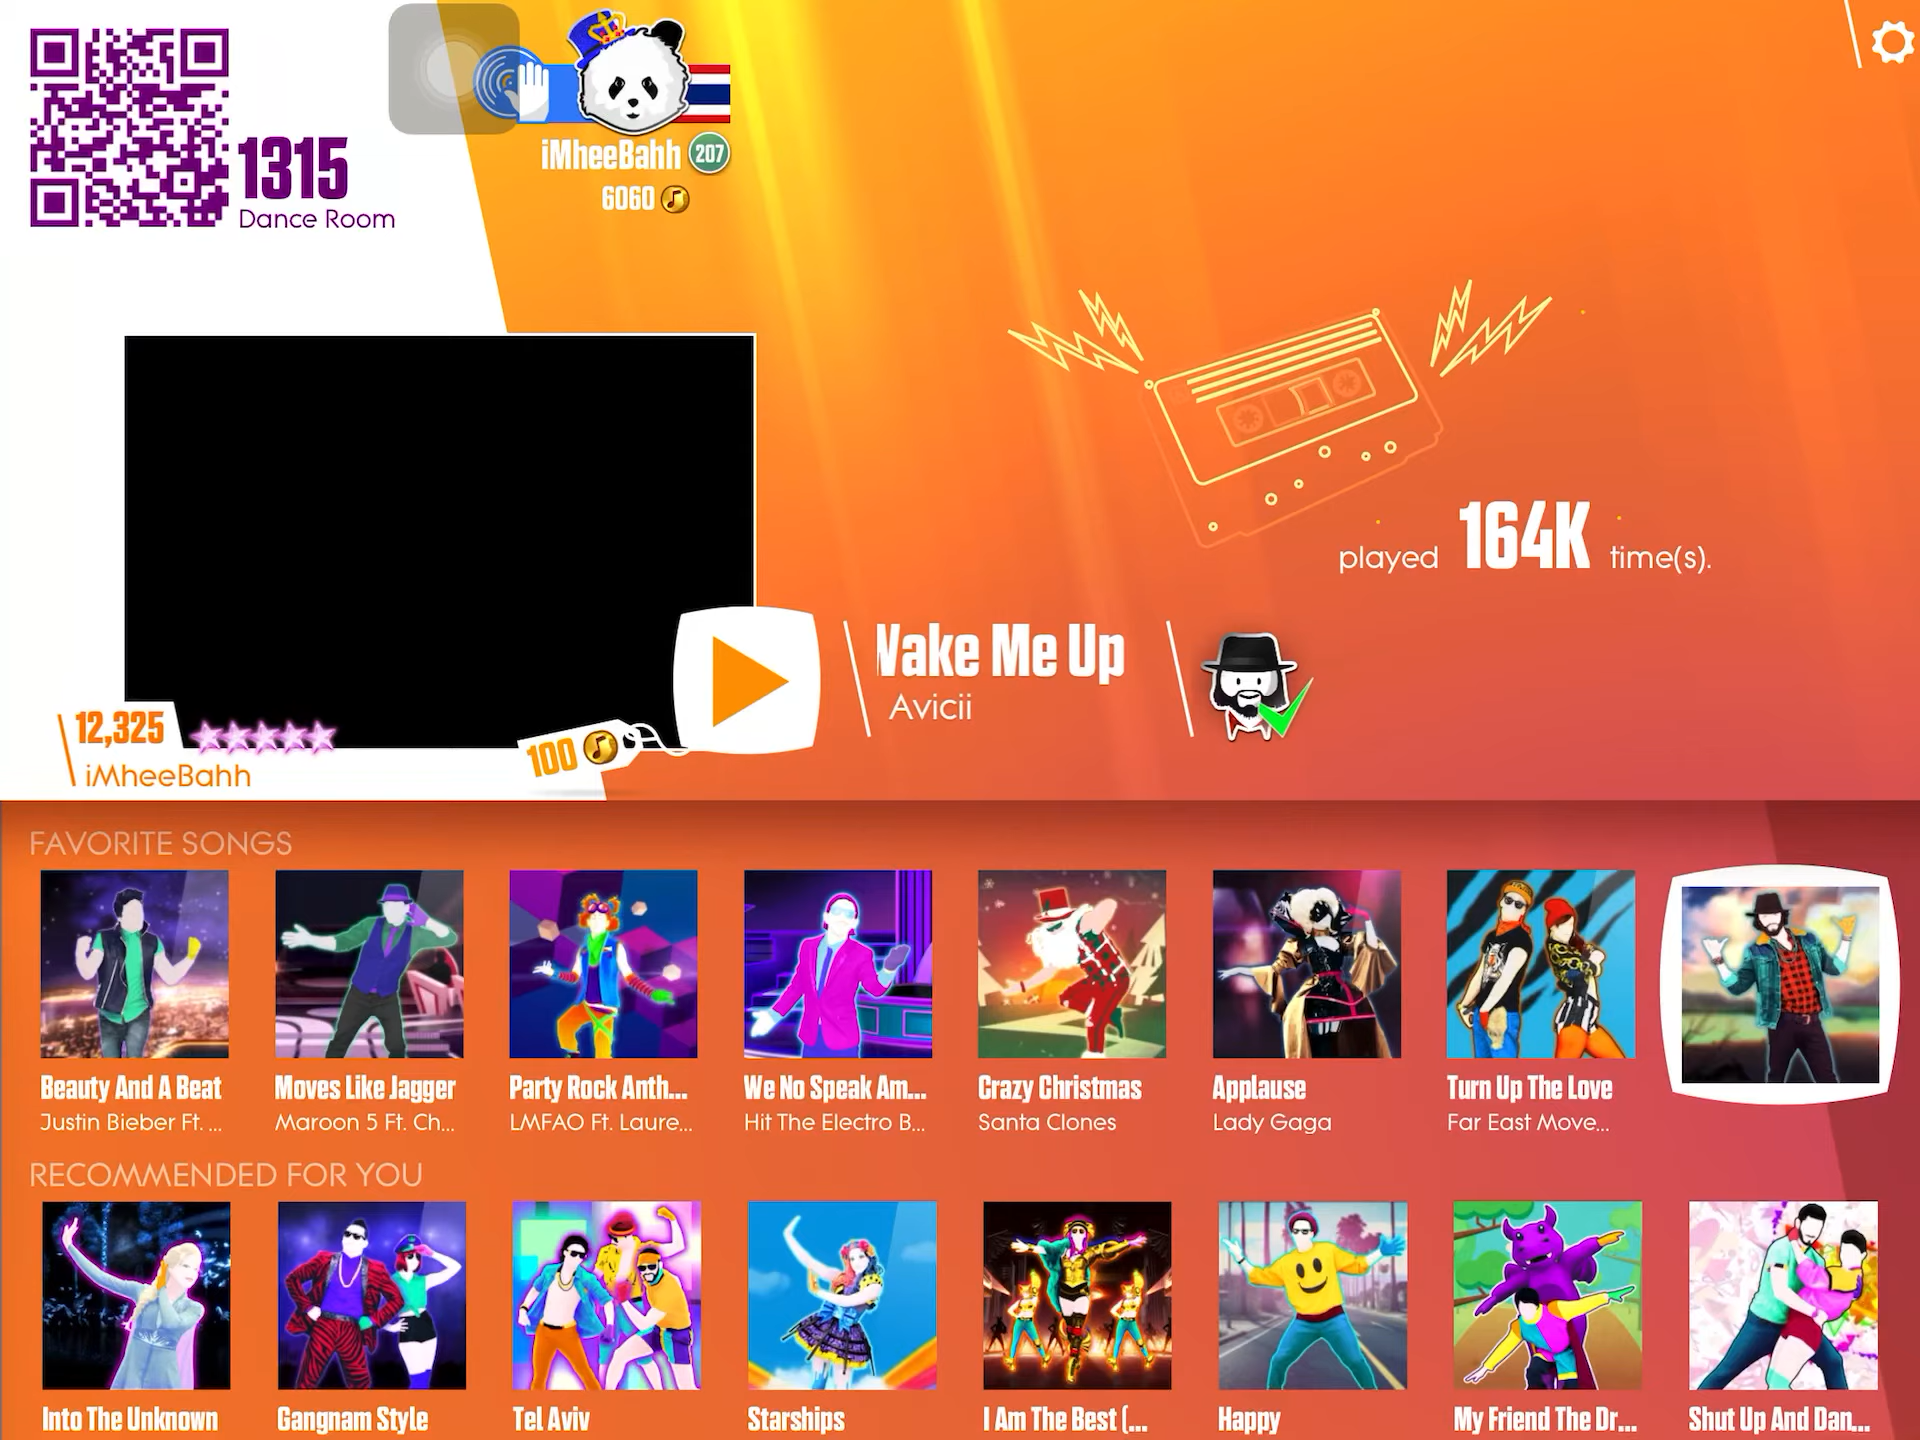 1315
Dance Room
iMheeBahh 207
6060
played 164K time(s).
Wake Me Up
Avicii
12,325
iMheeBahh
100
FAVORITE SONGS
Beauty And A Beat
Justin Bieber Ft. ...
Moves Like Jagger
Maroon 5 Ft. Ch...
Party Rock Anth...
LMFAO Ft. Laure...
We No Speak Am...
Hit The Electro B...
Crazy Christmas
Santa Clones
Applause
Lady Gaga
Turn Up The Love
Far East Move...
RECOMMENDED FOR YOU
Into The Unknown
Gangnam Style
Tel Aviv
Starships
I Am The Best (...
Happy
My Friend The Dr...
Shut Up And Dan...